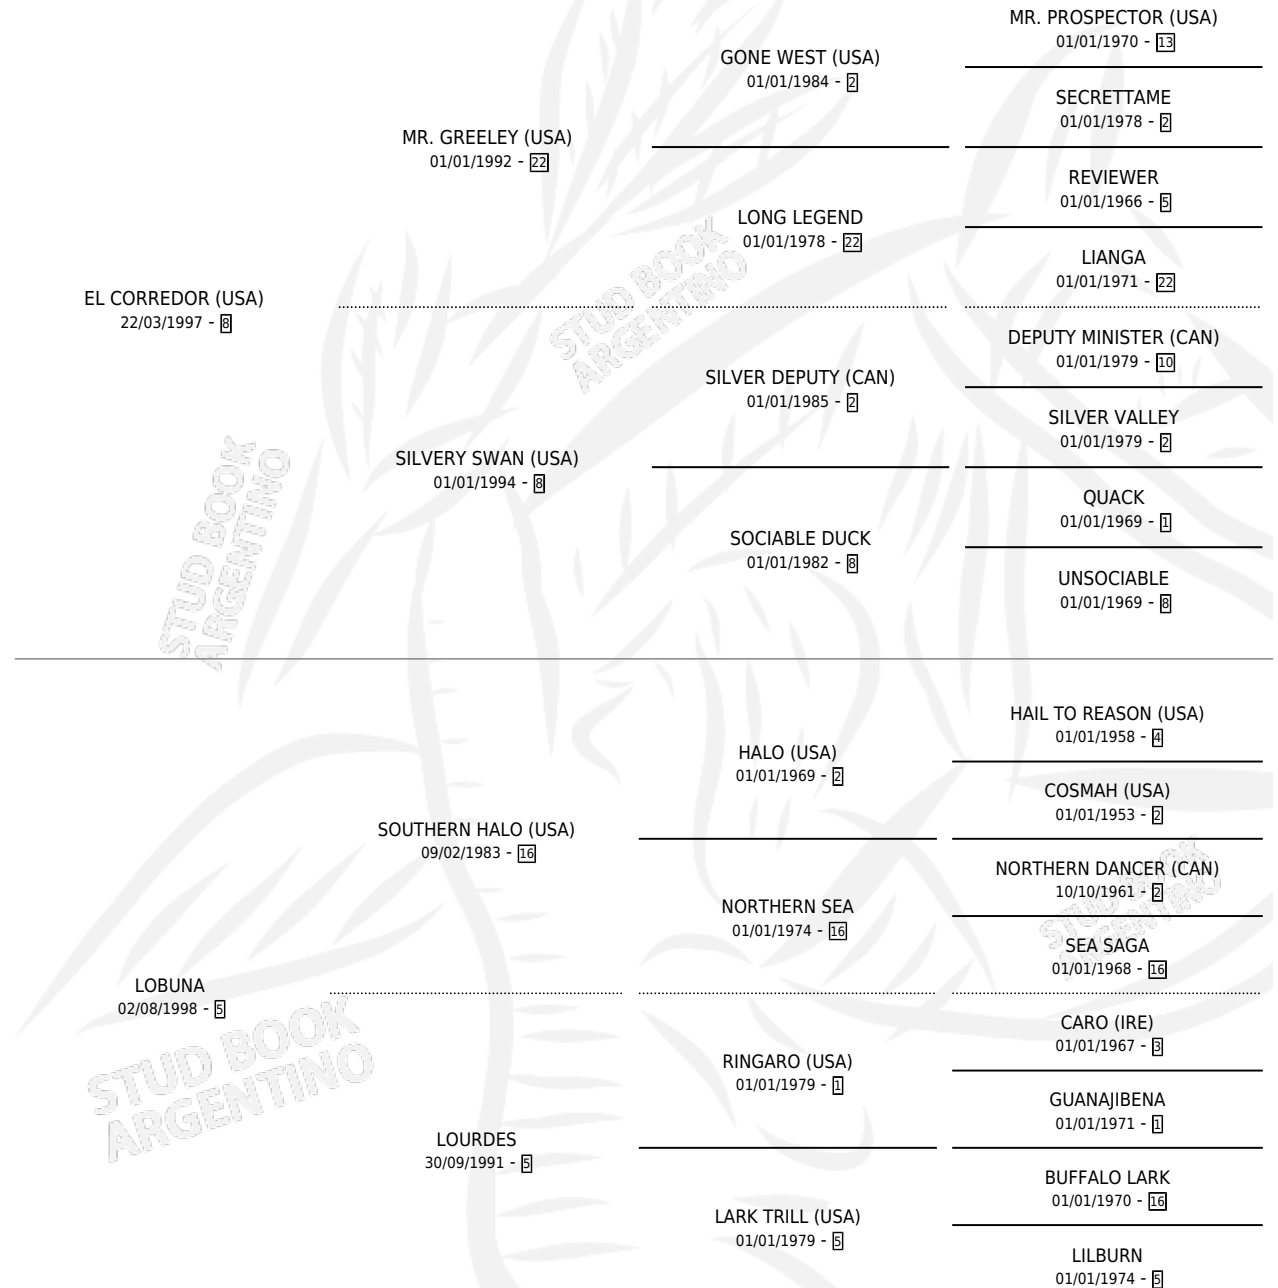 MR. PROSPECTOR (USA)
01/01/1970 - 13
GONE WEST (USA)
01/01/1984 - 2
SECRETTAME
01/01/1978 - 2
MR. GREELEY (USA)
01/01/1992 - 22
REVIEWER
01/01/1966 - 5
LONG LEGEND
01/01/1978 - 22
LIANGA
01/01/1971 - 22
EL CORREDOR (USA)
22/03/1997 - 8
DEPUTY MINISTER (CAN)
01/01/1979 - 10
SILVER DEPUTY (CAN)
01/01/1985 - 2
SILVER VALLEY
01/01/1979 - 2
SILVERY SWAN (USA)
01/01/1994 - 8
QUACK
01/01/1969 - 1
SOCIABLE DUCK
01/01/1982 - 8
UNSOCIABLE
01/01/1969 - 8
HAIL TO REASON (USA)
01/01/1958 - 4
HALO (USA)
01/01/1969 - 2
COSMAH (USA)
01/01/1953 - 2
SOUTHERN HALO (USA)
09/02/1983 - 16
NORTHERN DANCER (CAN)
10/10/1961 - 2
NORTHERN SEA
01/01/1974 - 16
SEA SAGA
01/01/1968 - 16
LOBUNA
02/08/1998 - 5
CARO (IRE)
01/01/1967 - 3
RINGARO (USA)
01/01/1979 - 1
GUANAJIBENA
01/01/1971 - 1
LOURDES
30/09/1991 - 5
BUFFALO LARK
01/01/1970 - 16
LARK TRILL (USA)
01/01/1979 - 5
LILBURN
01/01/1974 - 5
STUD BOOK
ARGENTINO
STUD BOOK
ARGENTINO
STUD BOOK
ARGENTINO
STUD BOOK
ARGENTINO